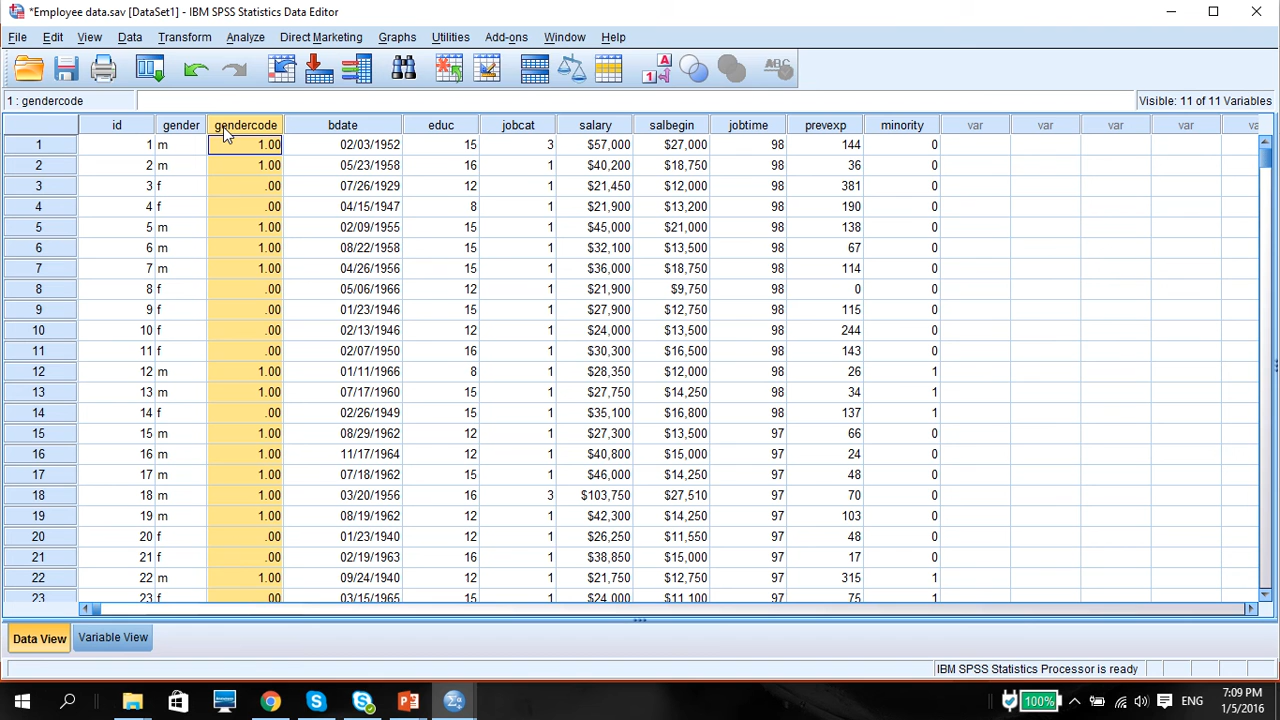 *Employee data.sav [DataSet1] - IBM SPSS Statistics Data Editor
File Edit View Data Transform Analyze Direct Marketing Graphs Utilities Add-ons Window Help
1 : gendercode Visible: 11 of 11 Variables
id gender gendercode bdate educ jobcat salary salbegin jobtime prevexp minority var var var va
1 1 m 1.00 02/03/1952 15 3 $57,000 $27,000 98 144 0
2 2 m 1.00 05/23/1958 16 1 $40,200 $18,750 98 36 0
3 3 f .00 07/26/1929 12 1 $21,450 $12,000 98 381 0
4 4 f .00 04/15/1947 8 1 $21,900 $13,200 98 190 0
5 5 m 1.00 02/09/1955 15 1 $45,000 $21,000 98 138 0
6 6 m 1.00 08/22/1958 15 1 $32,100 $13,500 98 67 0
7 7 m 1.00 04/26/1956 15 1 $36,000 $18,750 98 114 0
8 8 f .00 05/06/1966 12 1 $21,900 $9,750 98 0 0
9 9 f .00 01/23/1946 15 1 $27,900 $12,750 98 115 0
10 10 f .00 02/13/1946 12 1 $24,000 $13,500 98 244 0
11 11 f .00 02/07/1950 16 1 $30,300 $16,500 98 143 0
12 12 m 1.00 01/11/1966 8 1 $28,350 $12,000 98 26 1
13 13 m 1.00 07/17/1960 15 1 $27,750 $14,250 98 34 1
14 14 f .00 02/26/1949 15 1 $35,100 $16,800 98 137 1
15 15 m 1.00 08/29/1962 12 1 $27,300 $13,500 97 66 0
16 16 m 1.00 11/17/1964 12 1 $40,800 $15,000 97 24 0
17 17 m 1.00 07/18/1962 15 1 $46,000 $14,250 97 48 0
18 18 m 1.00 03/20/1956 16 3 $103,750 $27,510 97 70 0
19 19 m 1.00 08/19/1962 12 1 $42,300 $14,250 97 103 0
20 20 f .00 01/23/1940 12 1 $26,250 $11,550 97 48 0
21 21 f .00 02/19/1963 16 1 $38,850 $15,000 97 17 0
22 22 m 1.00 09/24/1940 12 1 $21,750 $12,750 97 315 1
23 23 f .00 03/15/1965 15 1 $24,000 $11,100 97 75 1
Data View Variable View
IBM SPSS Statistics Processor is ready
100% ENG 7:09 PM
1/5/2016